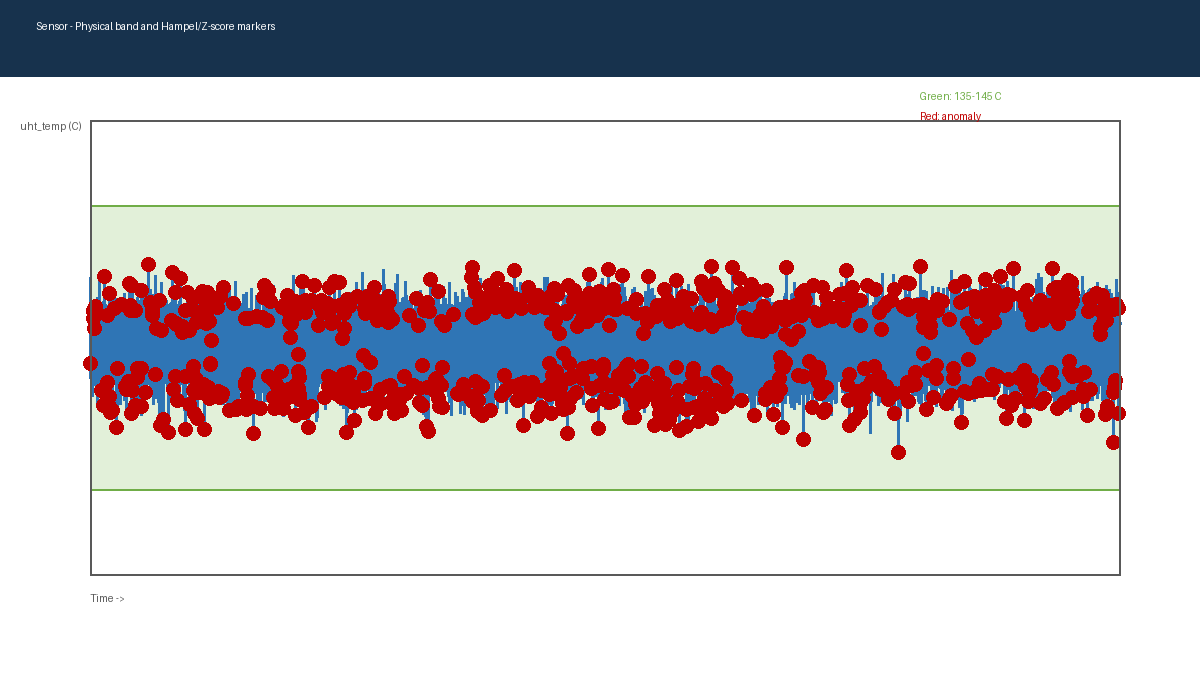 Sensor - Physical band and Hampel/Z-score markers
Green: 135-145 C
Red: anomaly
uht_temp (C)
Time ->